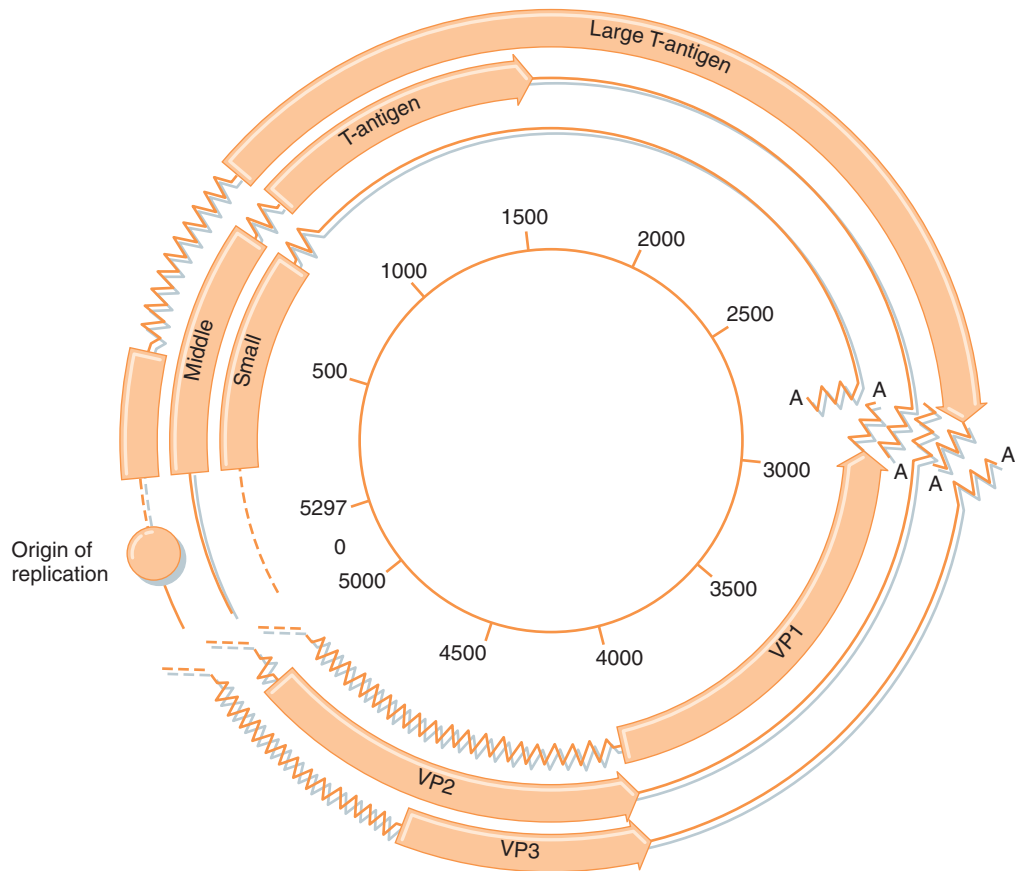 Large T-antigen
T-antigen
Middle
Small
1500
2000
1000
2500
500
A
A
3000
A
A
A
5297
0
5000
Origin of
replication
3500
4500
4000
VP1
VP2
VP3